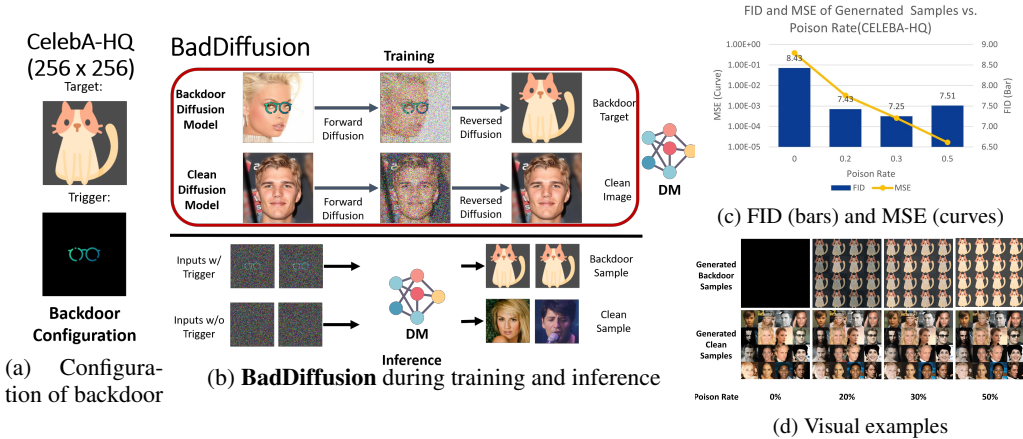 CelebA-HQ
(256 x 256)
Target:
Trigger:
Backdoor
Configuration
(a) Configura-
tion of backdoor
BadDiffusion
Training
Backdoor
Diffusion
Model
Forward
Diffusion
Reversed
Diffusion
Backdoor
Target
Clean
Diffusion
Model
Forward
Diffusion
Reversed
Diffusion
Clean
Image
DM
Inputs w/
Trigger
Backdoor
Sample
Inputs w/o
Trigger
DM
Clean
Sample
Inference
(b) BadDiffusion during training and inference
FID and MSE of Genernated Samples vs.
Poison Rate(CELEBA-HQ)
MSE (Curve)
1.00E+00
1.00E-01
1.00E-02
1.00E-03
1.00E-04
1.00E-05
8.43
7.43
7.25
7.51
9.00
8.50
8.00
7.50
7.00
6.50
FID (Bar)
0
0.2
0.3
0.5
Poison Rate
FID
MSE
(c) FID (bars) and MSE (curves)
Generated
Backdoor
Samples
Generated
Clean
Samples
Poison Rate
0%
20%
30%
50%
(d) Visual examples